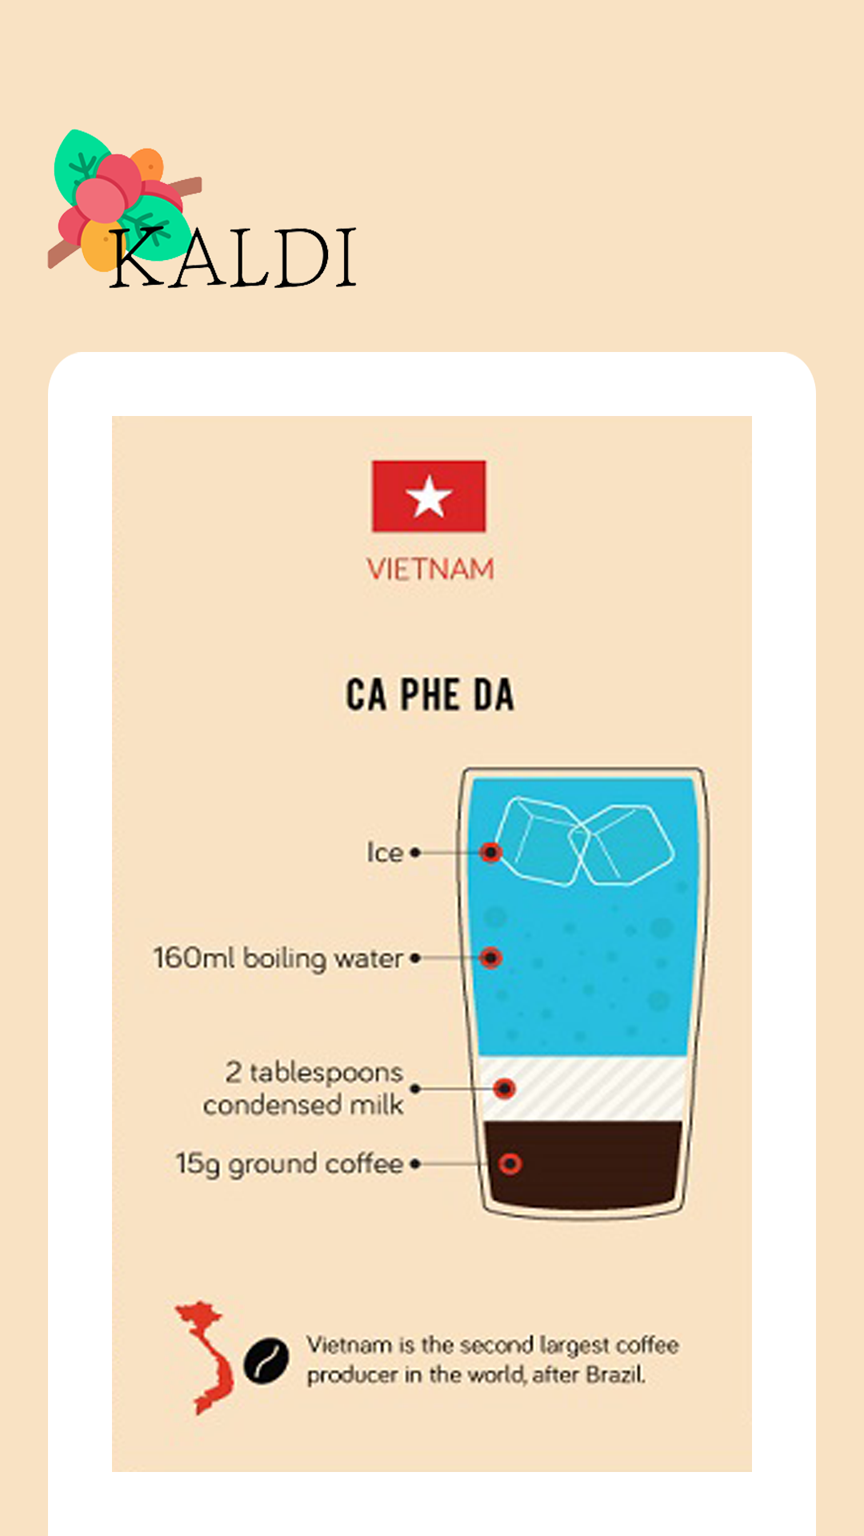 KALDI
VIETNAM
CA PHE DA
Ice
160ml boiling water
2 tablespoons
condensed milk
15g ground coffee
Vietnam is the second largest coffee
producer in the world, after Brazil.